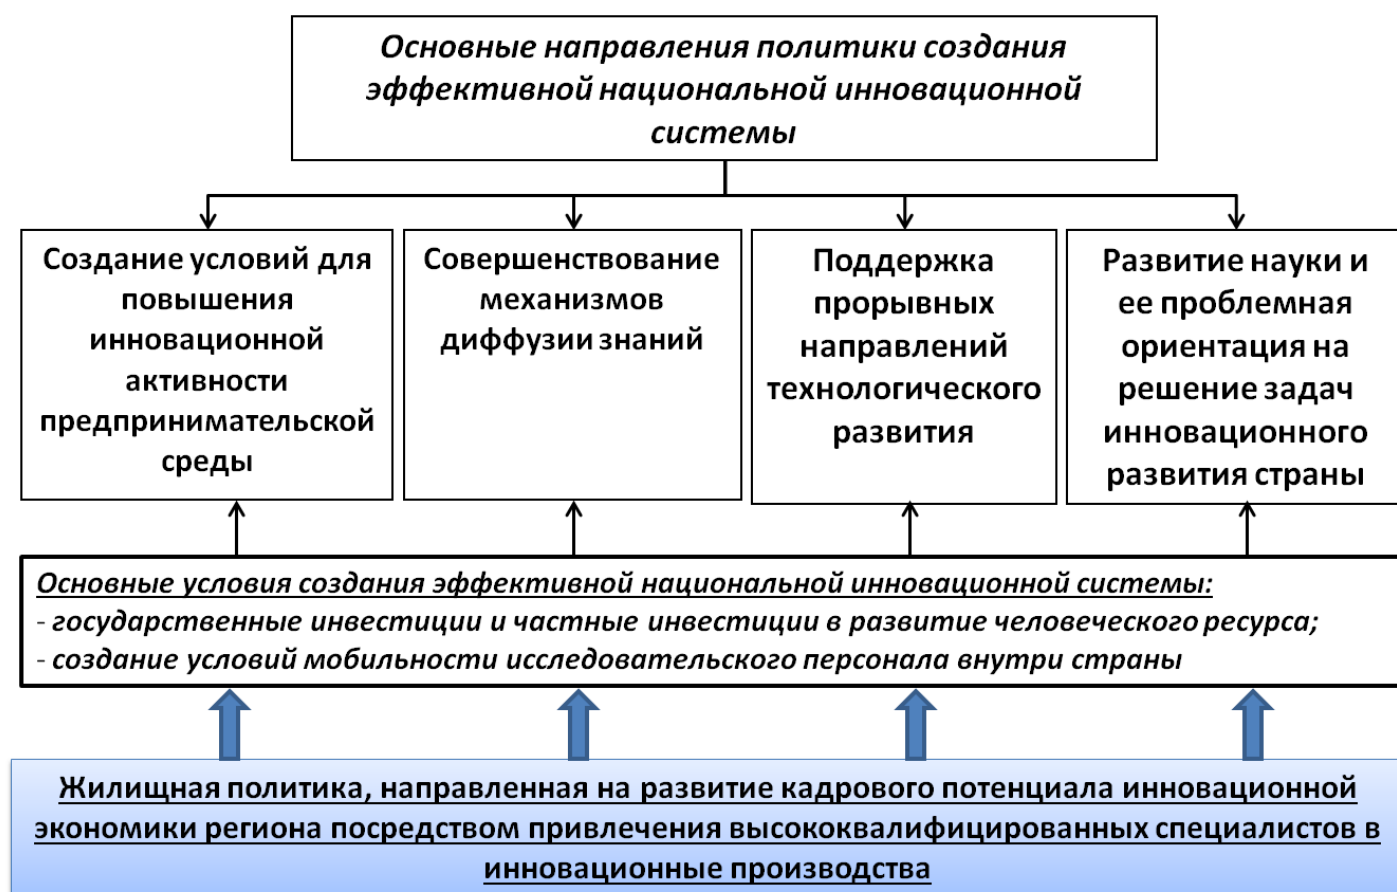 Основные направления политики создания
эффективной национальной инновационной
системы
Создание условий для
повышения
инновационной
активности
предпринимательской
среды
Совершенствование
механизмов
диффузии знаний
Поддержка
прорывных
направлений
технологического
развития
Развитие науки и
ее проблемная
ориентация на
решение задач
инновационного
развития страны
Основные условия создания эффективной национальной инновационной системы:
- государственные инвестиции и частные инвестиции в развитие человеческого ресурса;
- создание условий мобильности исследовательского персонала внутри страны
Жилищная политика, направленная на развитие кадрового потенциала инновационной
экономики региона посредством привлечения высококвалифицированных специалистов в
инновационные производства